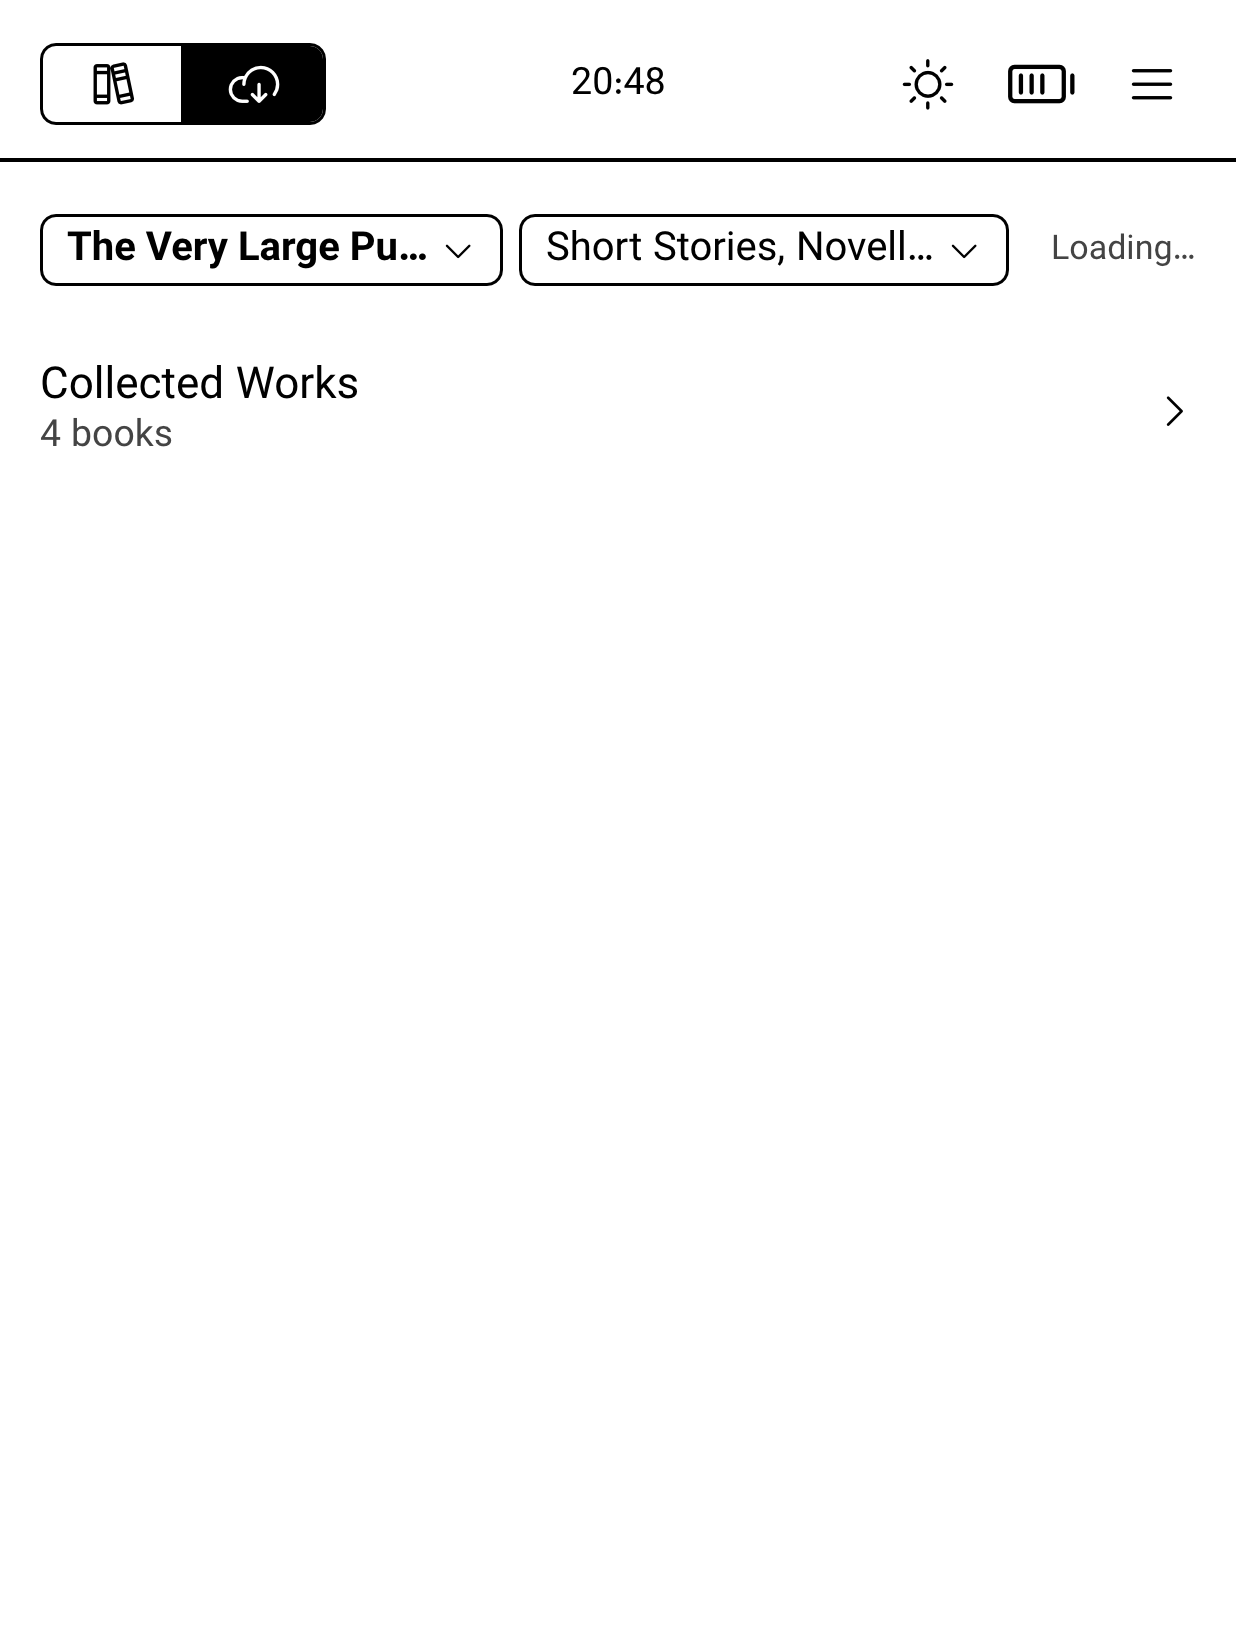 20:48
The Very Large Pu...
Short Stories, Novell...
Loading...
Collected Works
4 books